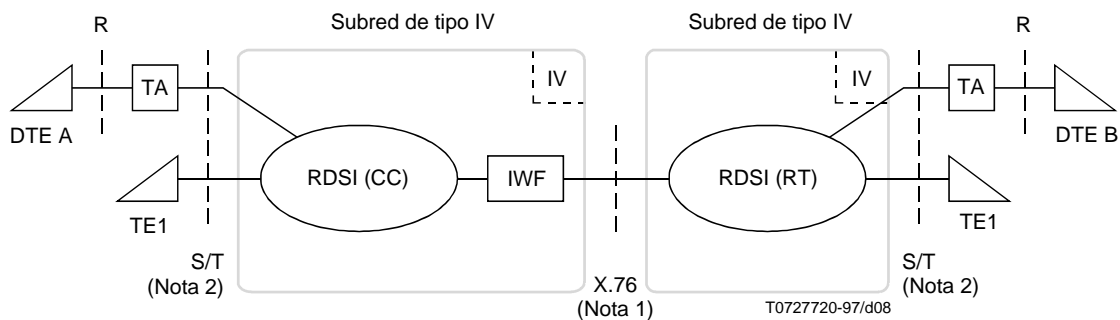 Subred de tipo IV
Subred de tipo IV
R
R
IV
IV
TA
TA
DTE A
DTE B
RDSI (CC)
IWF
RDSI (RT)
TE1
TE1
S/T
(Nota 2)
X.76
(Nota 1)
S/T
(Nota 2)
T0727720-97/d08